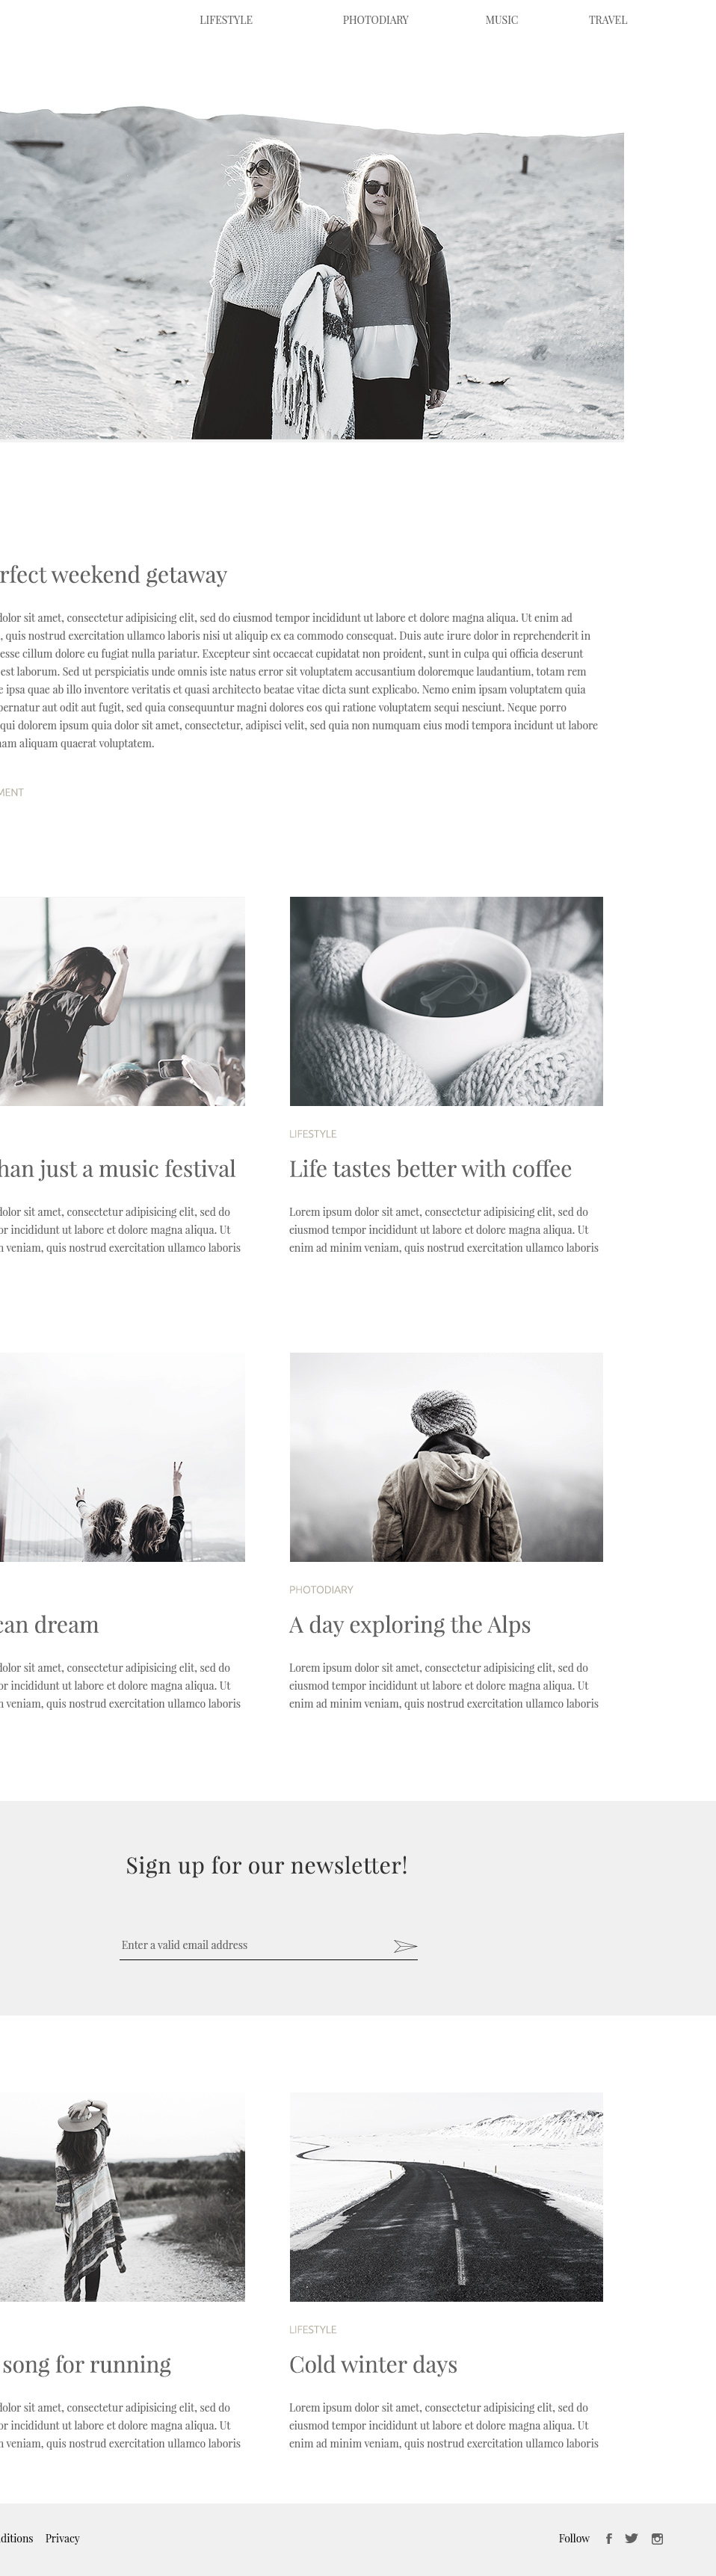 LIFESTYLE PHOTODIARY MUSIC TRAVEL
rfect weekend getaway
dolor sit amet, consectetur adipisicing elit, sed do eiusmod tempor incididunt ut labore et dolore magna aliqua. Ut enim ad
, quis nostrud exercitation ullamco laboris nisi ut aliquip ex ea commodo consequat. Duis aute irure dolor in reprehenderit in
esse cillum dolore eu fugiat nulla pariatur. Excepteur sint occaecat cupidatat non proident, sunt in culpa qui officia deserunt
est laborum. Sed ut perspiciatis unde omnis iste natus error sit voluptatem accusantium doloremque laudantium, totam rem
e ipsa quae ab illo inventore veritatis et quasi architecto beatae vitae dicta sunt explicabo. Nemo enim ipsam voluptatem quia
pernatur aut odit aut fugit, sed quia consequuntur magni dolores eos qui ratione voluptatem sequi nesciunt. Neque porro
qui dolorem ipsum quia dolor sit amet, consectetur, adipisci velit, sed quia non numquam eius modi tempora incidunt ut labore
nam aliquam quaerat voluptatem.
MENT
han just a music festival
dolor sit amet, consectetur adipisicing elit, sed do
or incididunt ut labore et dolore magna aliqua. Ut
m veniam, quis nostrud exercitation ullamco laboris
LIFESTYLE
Life tastes better with coffee
Lorem ipsum dolor sit amet, consectetur adipisicing elit, sed do
eiusmod tempor incididunt ut labore et dolore magna aliqua. Ut
enim ad minim veniam, quis nostrud exercitation ullamco laboris
can dream
dolor sit amet, consectetur adipisicing elit, sed do
or incididunt ut labore et dolore magna aliqua. Ut
m veniam, quis nostrud exercitation ullamco laboris
PHOTODIARY
A day exploring the Alps
Lorem ipsum dolor sit amet, consectetur adipisicing elit, sed do
eiusmod tempor incididunt ut labore et dolore magna aliqua. Ut
enim ad minim veniam, quis nostrud exercitation ullamco laboris
Sign up for our newsletter!
Enter a valid email address
song for running
dolor sit amet, consectetur adipisicing elit, sed do
or incididunt ut labore et dolore magna aliqua. Ut
m veniam, quis nostrud exercitation ullamco laboris
LIFESTYLE
Cold winter days
Lorem ipsum dolor sit amet, consectetur adipisicing elit, sed do
eiusmod tempor incididunt ut labore et dolore magna aliqua. Ut
enim ad minim veniam, quis nostrud exercitation ullamco laboris
ditions Privacy Follow